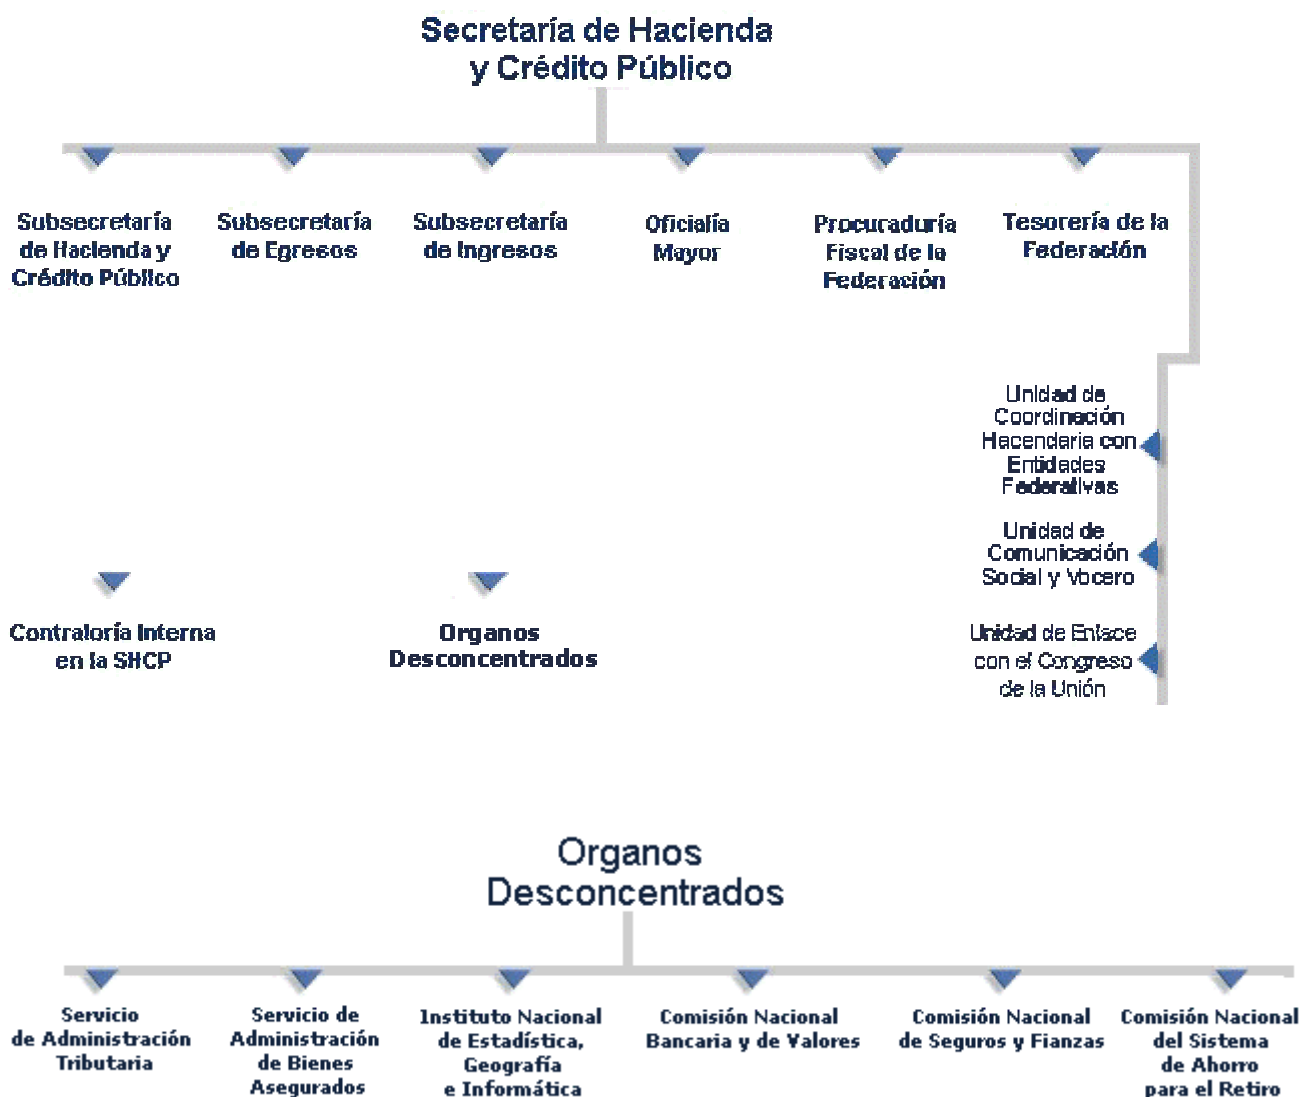 Secretaría de Hacienda
y Crédito Público
Subsecretaría
de Hacienda y
Crédito Público
Subsecretaría
de Egresos
Subsecretaría
de Ingresos
Oficialía
Mayor
Procuraduría
Fiscal de la
Federación
Tesorería de la
Federación
Unidad de
Coordinación
Hacendaria con
Entidades
Federativas
Unidad de
Comunicación
Social y Vocero
Unidad de Enlace
con el Congreso
de la Unión
Contraloría Interna
en la SHCP
Organos
Desconcentrados
Organos
Desconcentrados
Servicio
de Administración
Tributaria
Servicio de
Administración
de Bienes
Asegurados
Instituto Nacional
de Estadística,
Geografía
e Informática
Comisión Nacional
Bancaria y de Valores
Comisión Nacional
de Seguros y Fianzas
Comisión Nacional
del Sistema
de Ahorro
para el Retiro